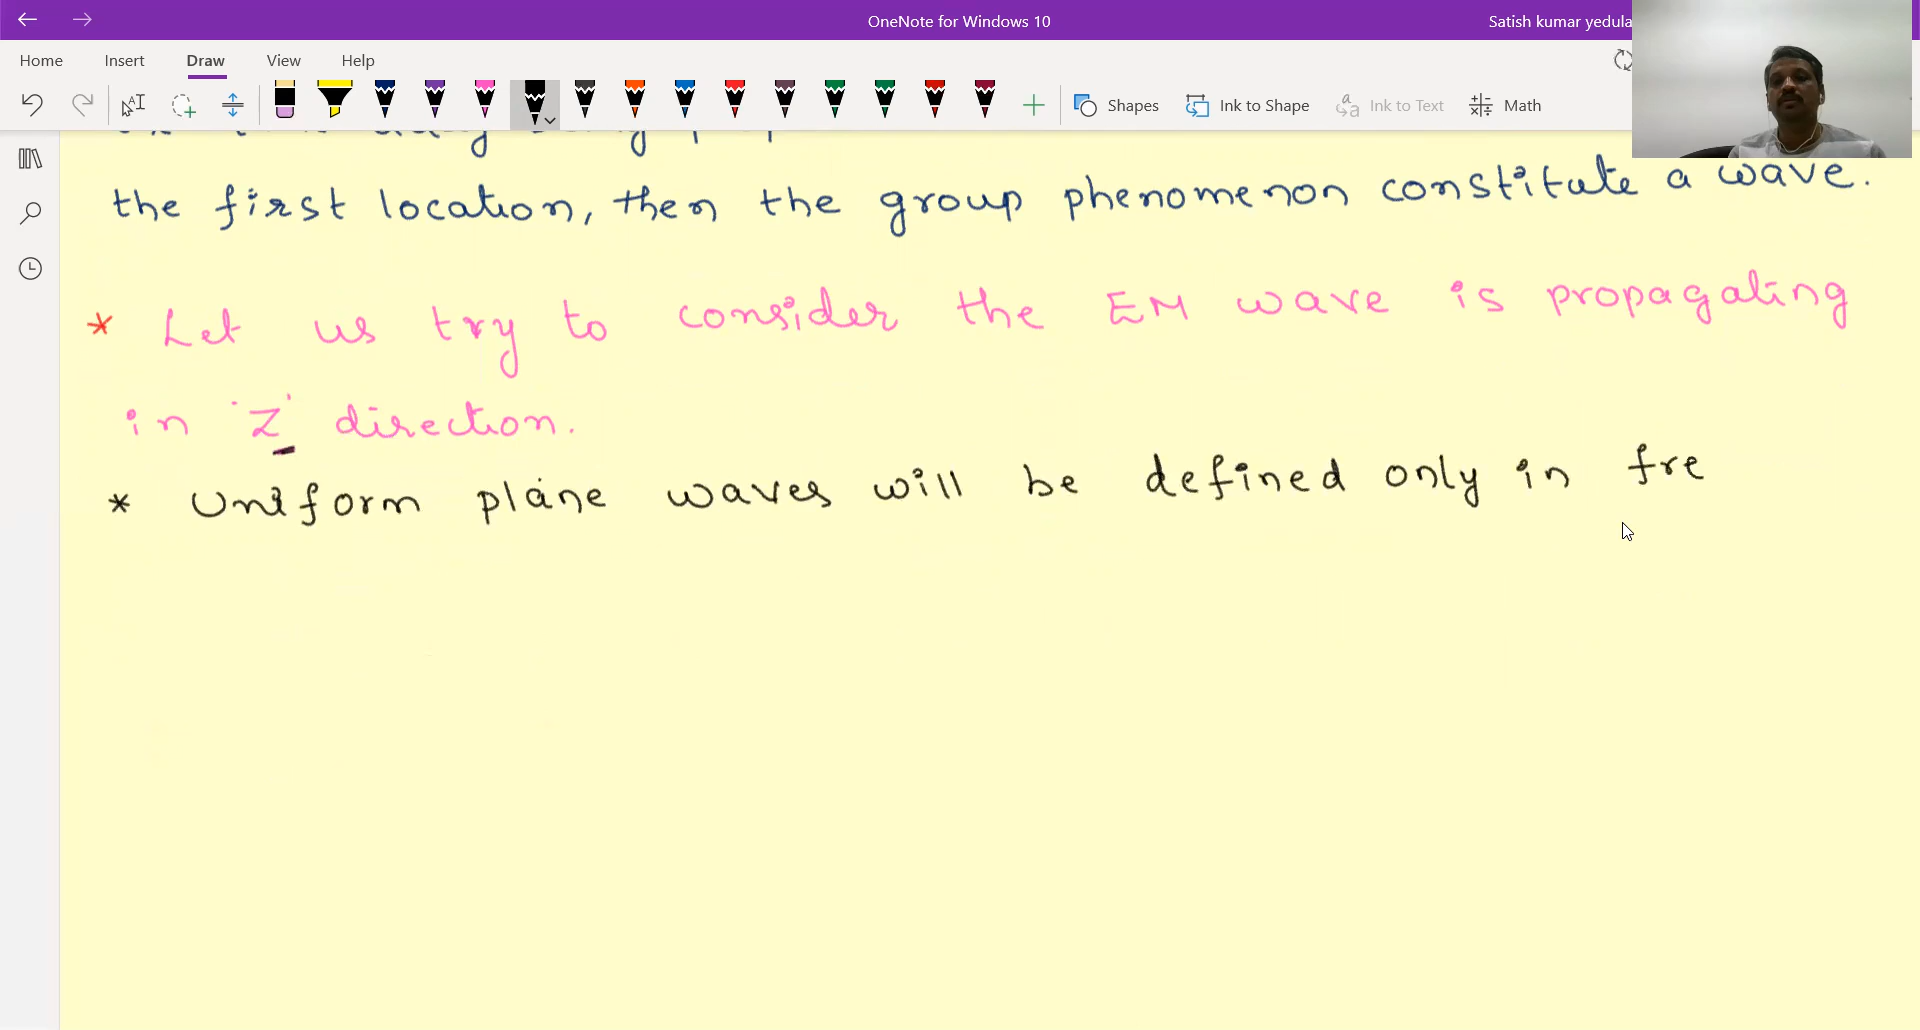 OneNote for Windows 10
Satish kumar yedula
Home Insert Draw View Help
Shapes Ink to Shape Ink to Text Math
the first location, then the group phenomenon constitute a wave.
* Let us try to consider the EM wave is propagating
in 'z' direction.
* Uniform plane waves will be defined only in fre